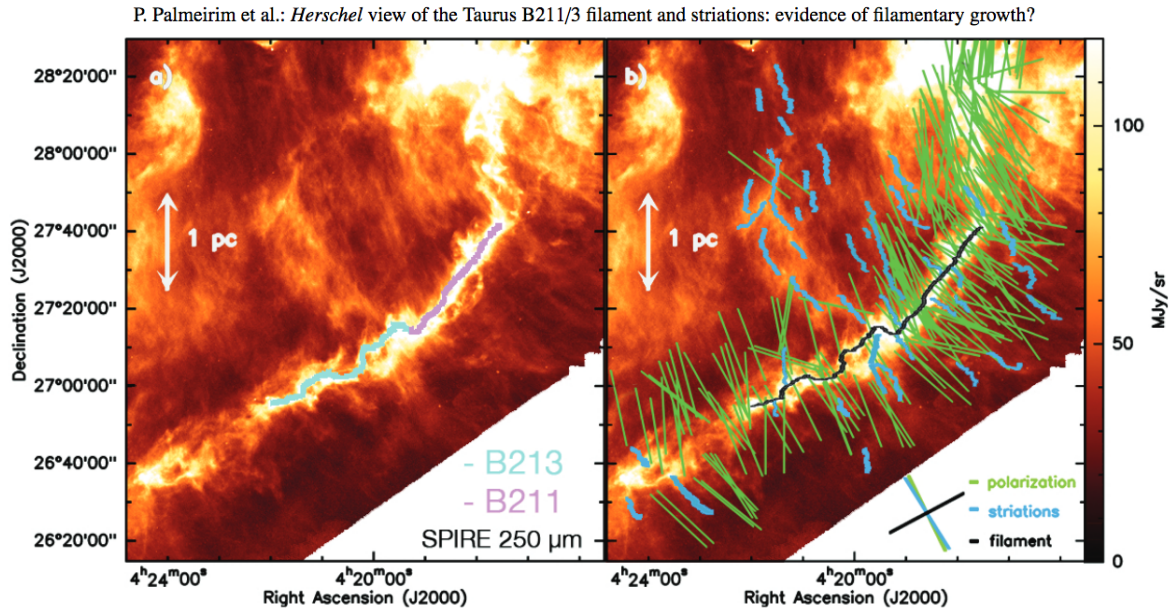 P. Palmeirim et al.: Herschel view of the Taurus B211/3 filament and striations: evidence of filamentary growth?
a)
b)
28°20'00"
28°00'00"
27°40'00"
27°20'00"
27°00'00"
26°40'00"
26°20'00"
Declination (J2000)
1 pc
1 pc
- B213
- B211
SPIRE 250 µm
polarization
striations
filament
100
50
0
MJy/sr
4h24m00s
4h20m00s
4h24m00s
4h20m00s
Right Ascension (J2000)
Right Ascension (J2000)